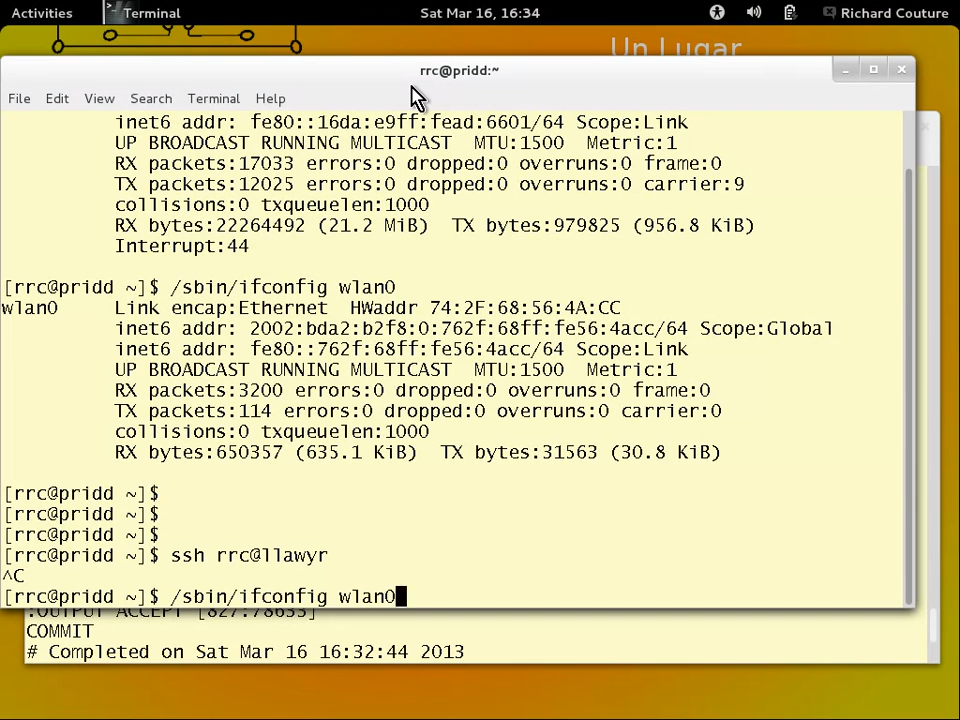 Activities Terminal Sat Mar 16, 16:34 Richard Couture
Un Lugar
rrc@pridd:~
File Edit View Search Terminal Help
inet6 addr: fe80::16da:e9ff:fead:6601/64 Scope:Link
UP BROADCAST RUNNING MULTICAST MTU:1500 Metric:1
RX packets:17033 errors:0 dropped:0 overruns:0 frame:0
TX packets:12025 errors:0 dropped:0 overruns:0 carrier:9
collisions:0 txqueuelen:1000
RX bytes:22264492 (21.2 MiB) TX bytes:979825 (956.8 KiB)
Interrupt:44
[rrc@pridd ~]$ /sbin/ifconfig wlan0
wlan0 Link encap:Ethernet HWaddr 74:2F:68:56:4A:CC
inet6 addr: 2002:bda2:b2f8:0:762f:68ff:fe56:4acc/64 Scope:Global
inet6 addr: fe80::762f:68ff:fe56:4acc/64 Scope:Link
UP BROADCAST RUNNING MULTICAST MTU:1500 Metric:1
RX packets:3200 errors:0 dropped:0 overruns:0 frame:0
TX packets:114 errors:0 dropped:0 overruns:0 carrier:0
collisions:0 txqueuelen:1000
RX bytes:650357 (635.1 KiB) TX bytes:31563 (30.8 KiB)
[rrc@pridd ~]$
[rrc@pridd ~]$
[rrc@pridd ~]$
[rrc@pridd ~]$ ssh rrc@llawyr
^C
[rrc@pridd ~]$ /sbin/ifconfig wlan0
:OUTPUT ACCEPT [827:78633]
COMMIT
# Completed on Sat Mar 16 16:32:44 2013